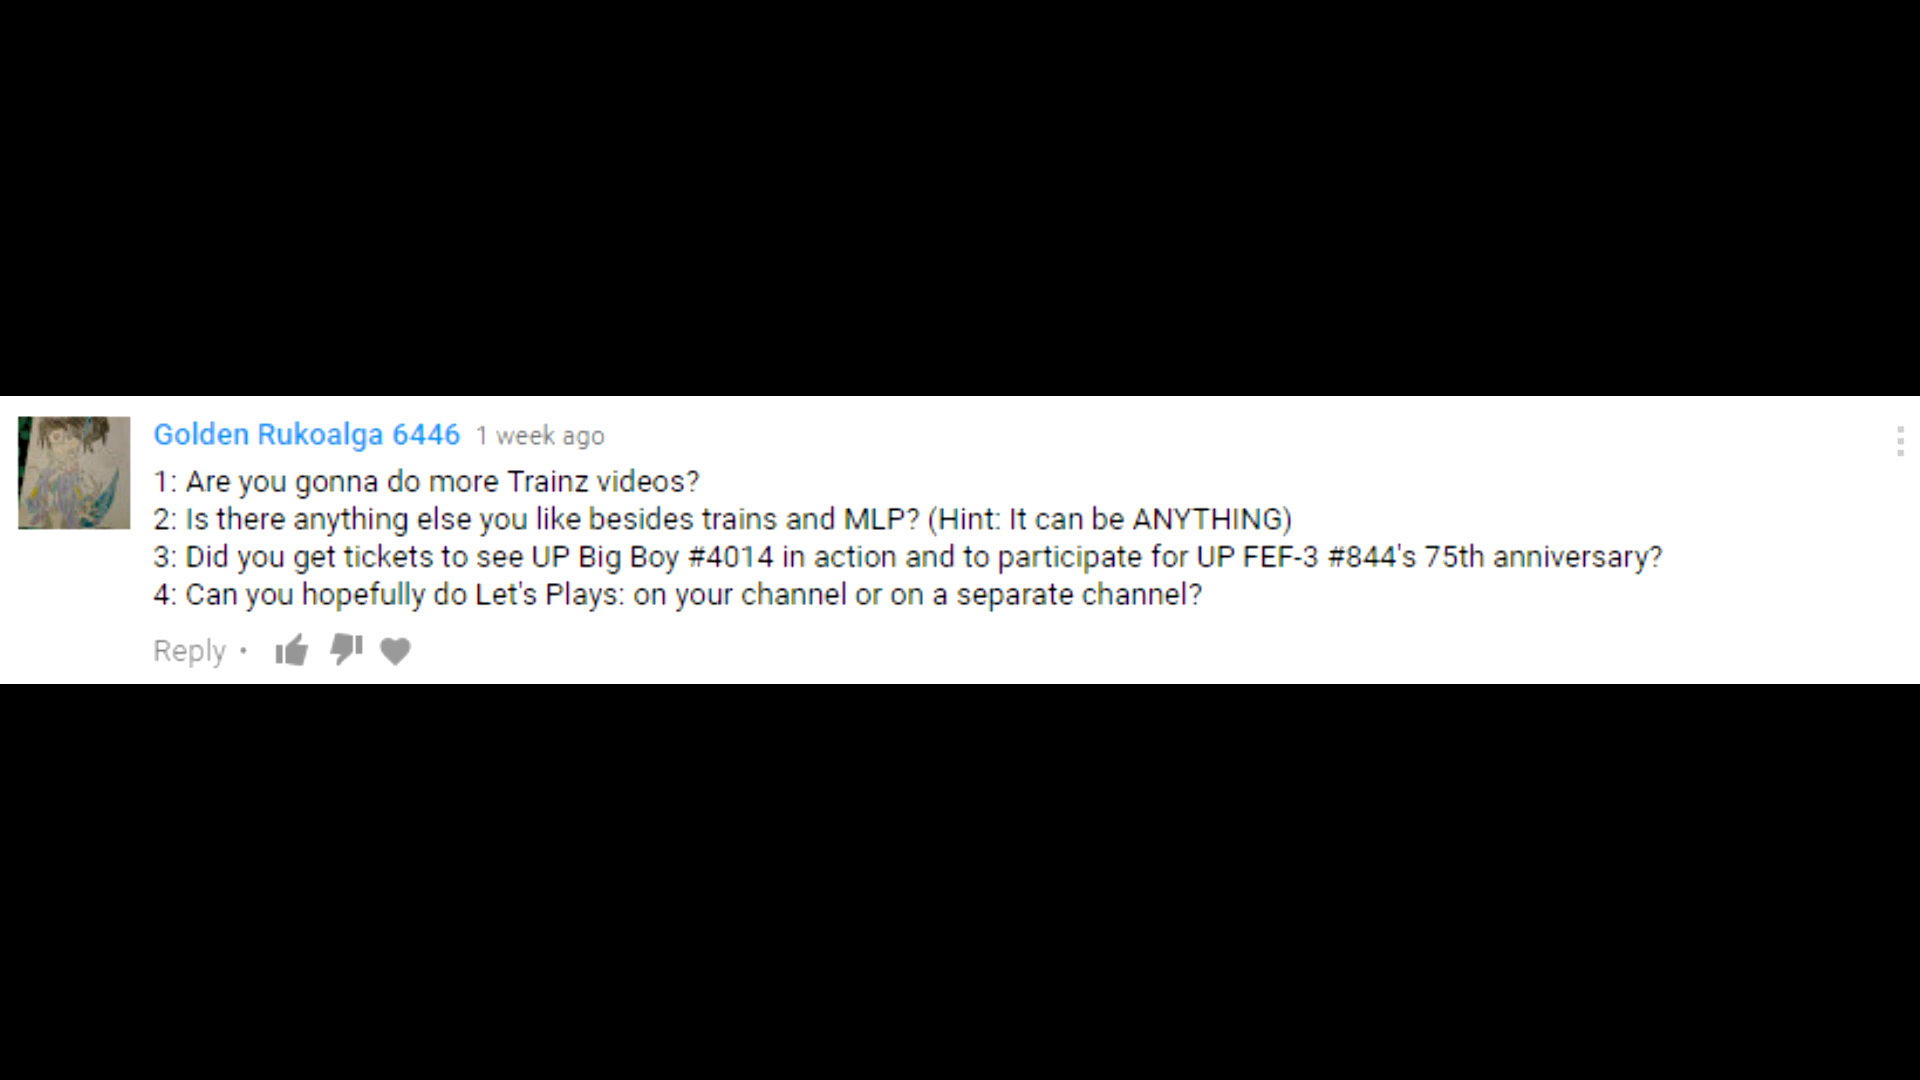 Golden Rukoalga 6446 1 week ago
1: Are you gonna do more Trainz videos?
2: Is there anything else you like besides trains and MLP? (Hint: It can be ANYTHING)
3: Did you get tickets to see UP Big Boy #4014 in action and to participate for UP FEF-3 #844's 75th anniversary?
4: Can you hopefully do Let's Plays: on your channel or on a separate channel?
Reply •